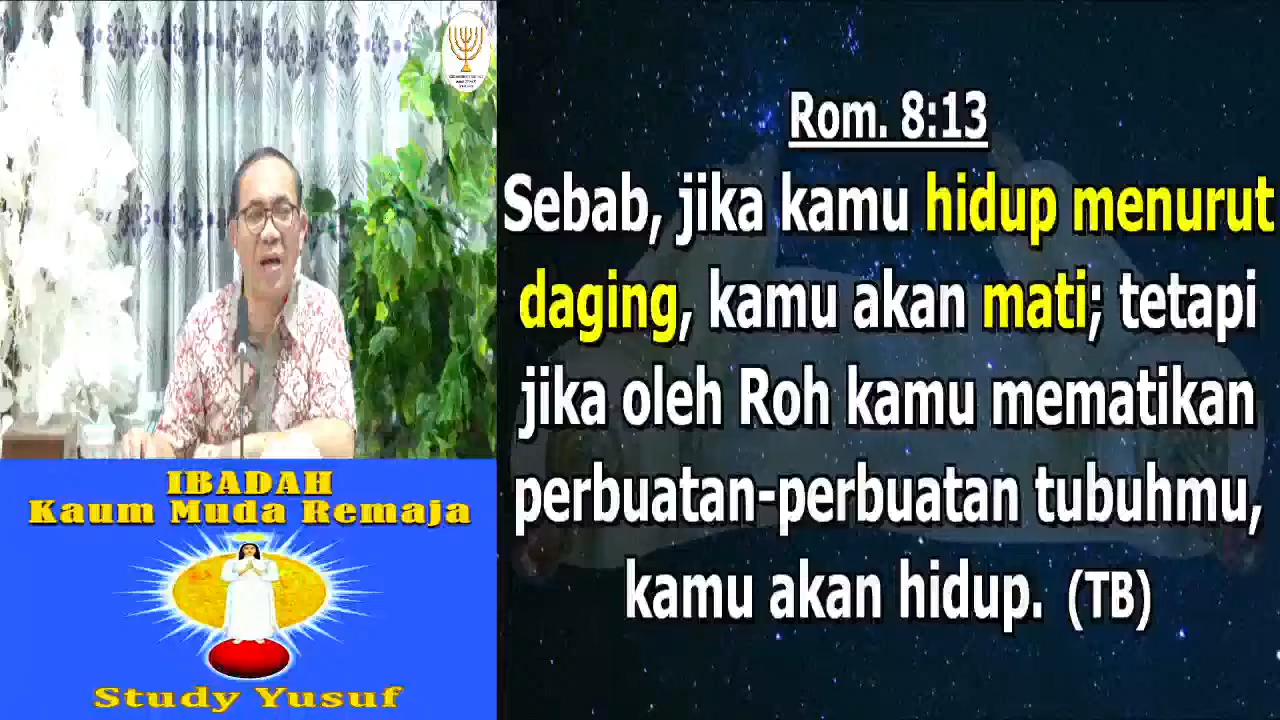 Rom. 8:13
Sebab, jika kamu hidup menurut
daging, kamu akan mati; tetapi
jika oleh Roh kamu mematikan
perbuatan-perbuatan tubuhmu,
kamu akan hidup. (TB)
IBADAH
Kaum Muda Remaja
Study Yusuf